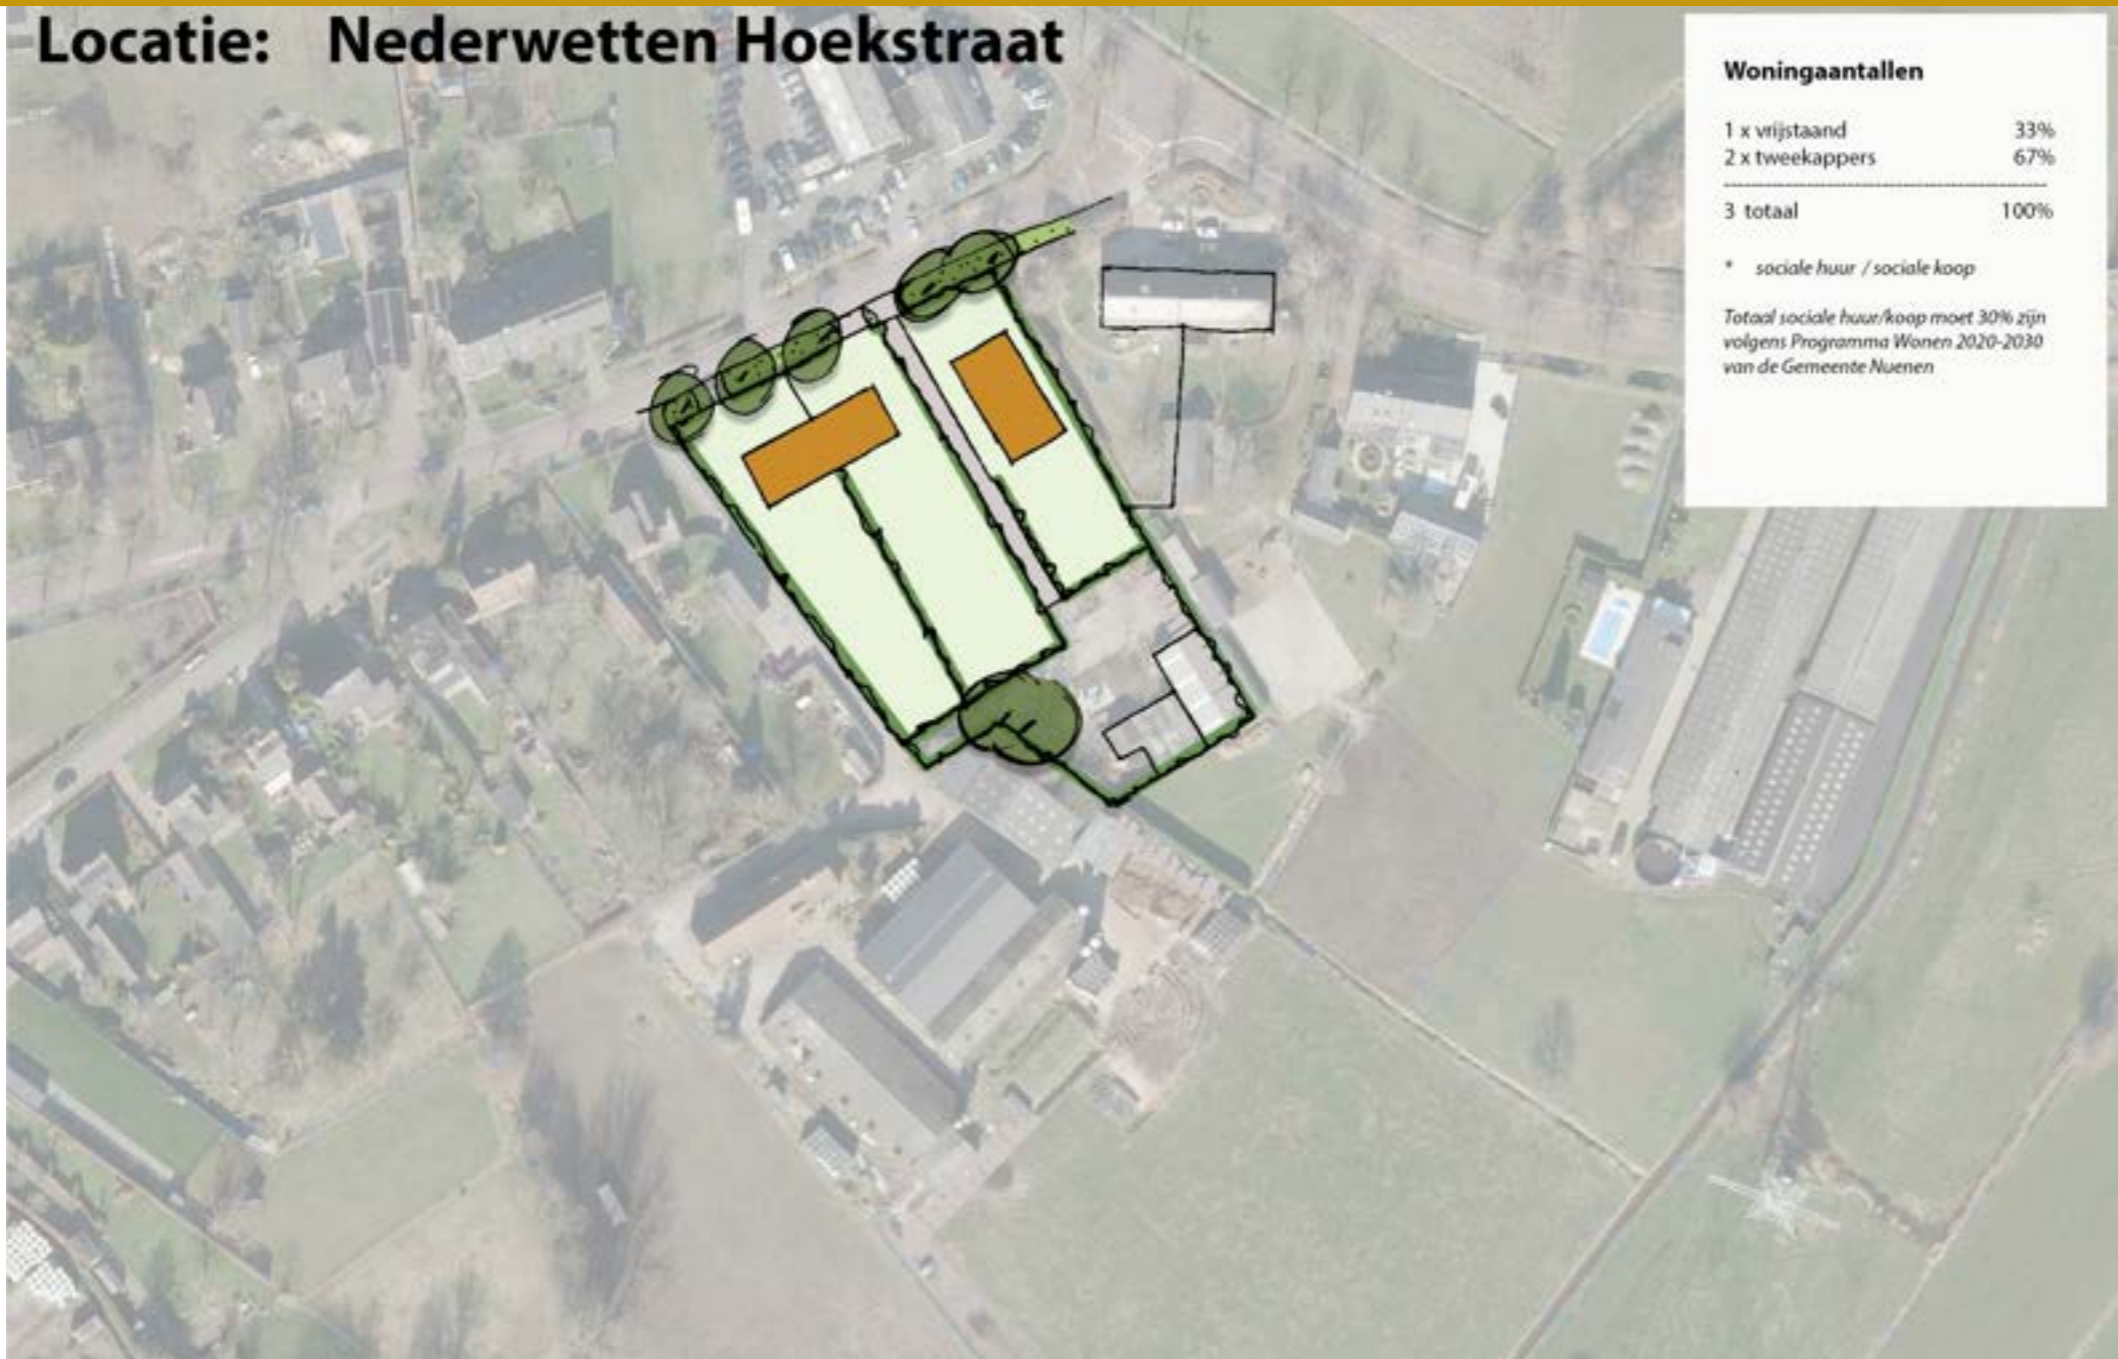 Locatie: Nederwetten Hoekstraat
Woningaantallen
1 x vrijstaand 33%
2 x tweekappers 67%
3 totaal 100%
* sociale huur / sociale koop
Totaal sociale huur/koop moet 30% zijn
volgens Programma Wonen 2020-2030
van de Gemeente Nuenen